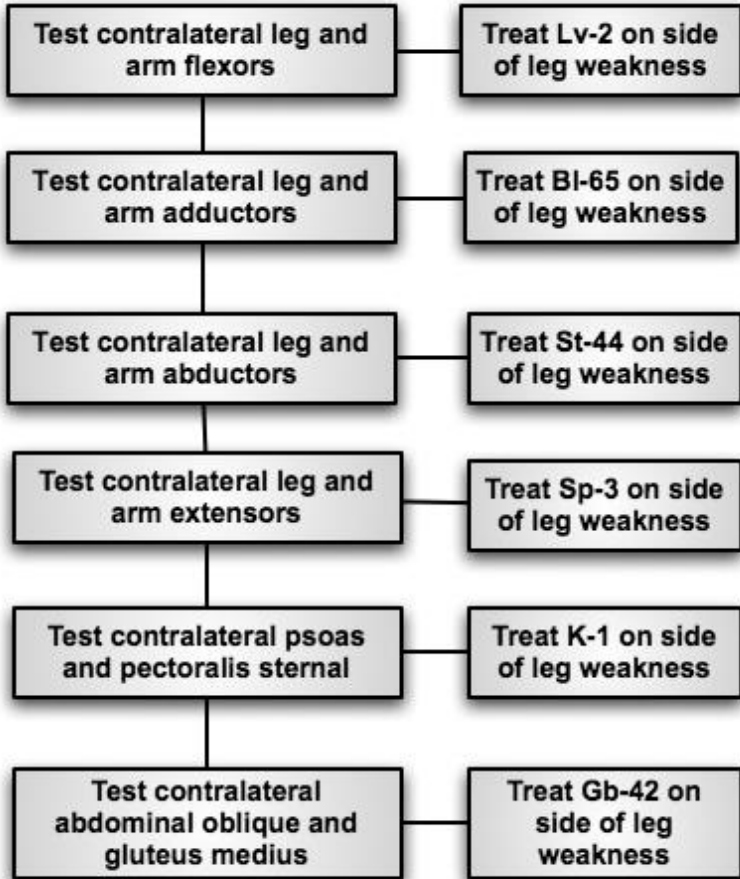 Test contralateral leg and
arm flexors
Treat Lv-2 on side
of leg weakness
Test contralateral leg and
arm adductors
Treat Bl-65 on side
of leg weakness
Test contralateral leg and
arm abductors
Treat St-44 on side
of leg weakness
Test contralateral leg and
arm extensors
Treat Sp-3 on side
of leg weakness
Test contralateral psoas
and pectoralis sternal
Treat K-1 on side
of leg weakness
Test contralateral
abdominal oblique and
gluteus medius
Treat Gb-42 on
side of leg
weakness